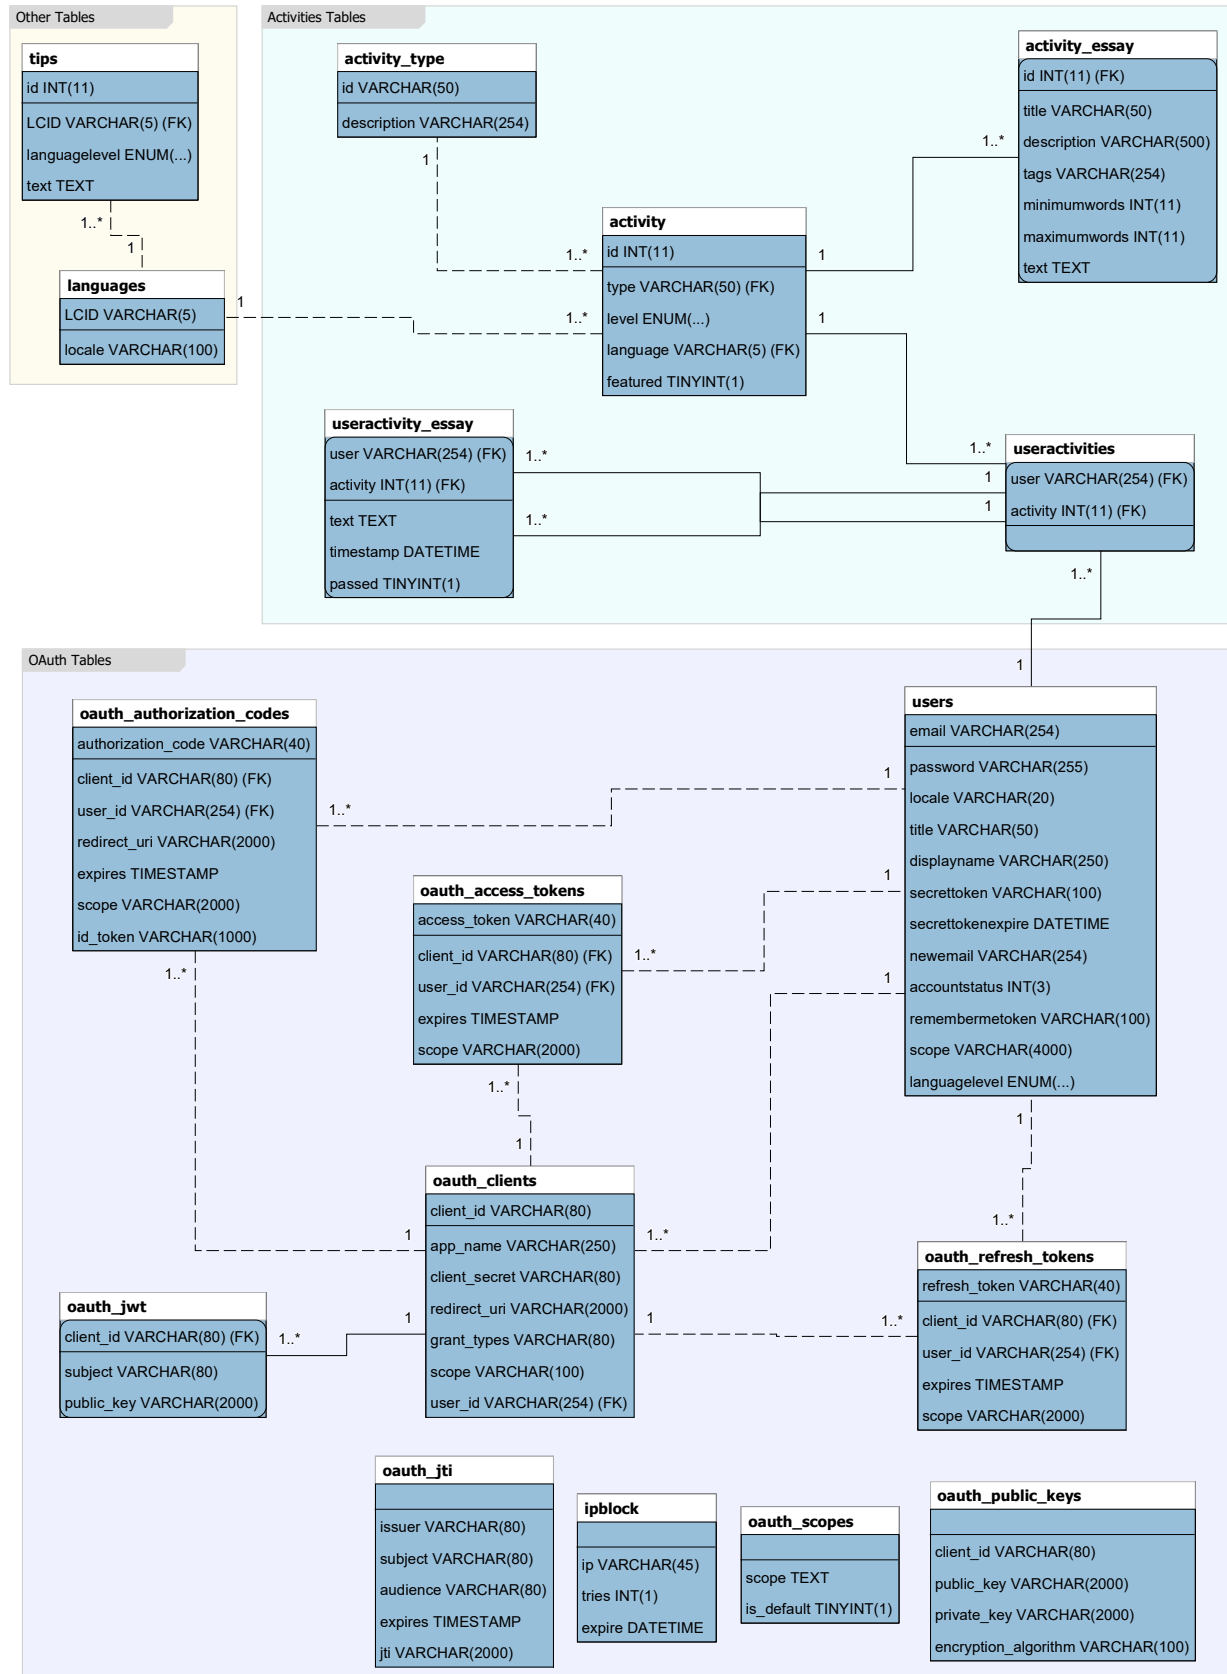 Other Tables
tips
id INT(11)
LCID VARCHAR(5) (FK)
languagelevel ENUM(...)
text TEXT
1..*
1
languages
LCID VARCHAR(5)
locale VARCHAR(100)
1
Activities Tables
activity_type
id VARCHAR(50)
description VARCHAR(254)
1
1..*
1..*
activity
id INT(11)
type VARCHAR(50) (FK)
level ENUM(...)
language VARCHAR(5) (FK)
featured TINYINT(1)
1
1
1..*
activity_essay
id INT(11) (FK)
title VARCHAR(50)
description VARCHAR(500)
tags VARCHAR(254)
minimumwords INT(11)
maximumwords INT(11)
text TEXT
useractivity_essay
user VARCHAR(254) (FK)
activity INT(11) (FK)
text TEXT
timestamp DATETIME
passed TINYINT(1)
1..*
1..*
1..*
1
1
useractivities
user VARCHAR(254) (FK)
activity INT(11) (FK)
1..*
1
OAuth Tables
oauth_authorization_codes
authorization_code VARCHAR(40)
client_id VARCHAR(80) (FK)
user_id VARCHAR(254) (FK)
redirect_uri VARCHAR(2000)
expires TIMESTAMP
scope VARCHAR(2000)
id_token VARCHAR(1000)
1..*
1..*
users
email VARCHAR(254)
password VARCHAR(255)
locale VARCHAR(20)
title VARCHAR(50)
displayname VARCHAR(250)
secrettoken VARCHAR(100)
secrettokenexpire DATETIME
newemail VARCHAR(254)
accountstatus INT(3)
remembermetoken VARCHAR(100)
scope VARCHAR(4000)
languagelevel ENUM(...)
1
1
1
1
oauth_access_tokens
access_token VARCHAR(40)
client_id VARCHAR(80) (FK)
user_id VARCHAR(254) (FK)
expires TIMESTAMP
scope VARCHAR(2000)
1..*
1..*
1
oauth_clients
client_id VARCHAR(80)
app_name VARCHAR(250)
client_secret VARCHAR(80)
redirect_uri VARCHAR(2000)
grant_types VARCHAR(80)
scope VARCHAR(100)
user_id VARCHAR(254) (FK)
1
1..*
1
1
1..*
1..*
oauth_refresh_tokens
refresh_token VARCHAR(40)
client_id VARCHAR(80) (FK)
user_id VARCHAR(254) (FK)
expires TIMESTAMP
scope VARCHAR(2000)
oauth_jwt
client_id VARCHAR(80) (FK)
subject VARCHAR(80)
public_key VARCHAR(2000)
1..*
oauth_jti
issuer VARCHAR(80)
subject VARCHAR(80)
audience VARCHAR(80)
expires TIMESTAMP
jti VARCHAR(2000)
ipblock
ip VARCHAR(45)
tries INT(1)
expire DATETIME
oauth_scopes
scope TEXT
is_default TINYINT(1)
oauth_public_keys
client_id VARCHAR(80)
public_key VARCHAR(2000)
private_key VARCHAR(2000)
encryption_algorithm VARCHAR(100)